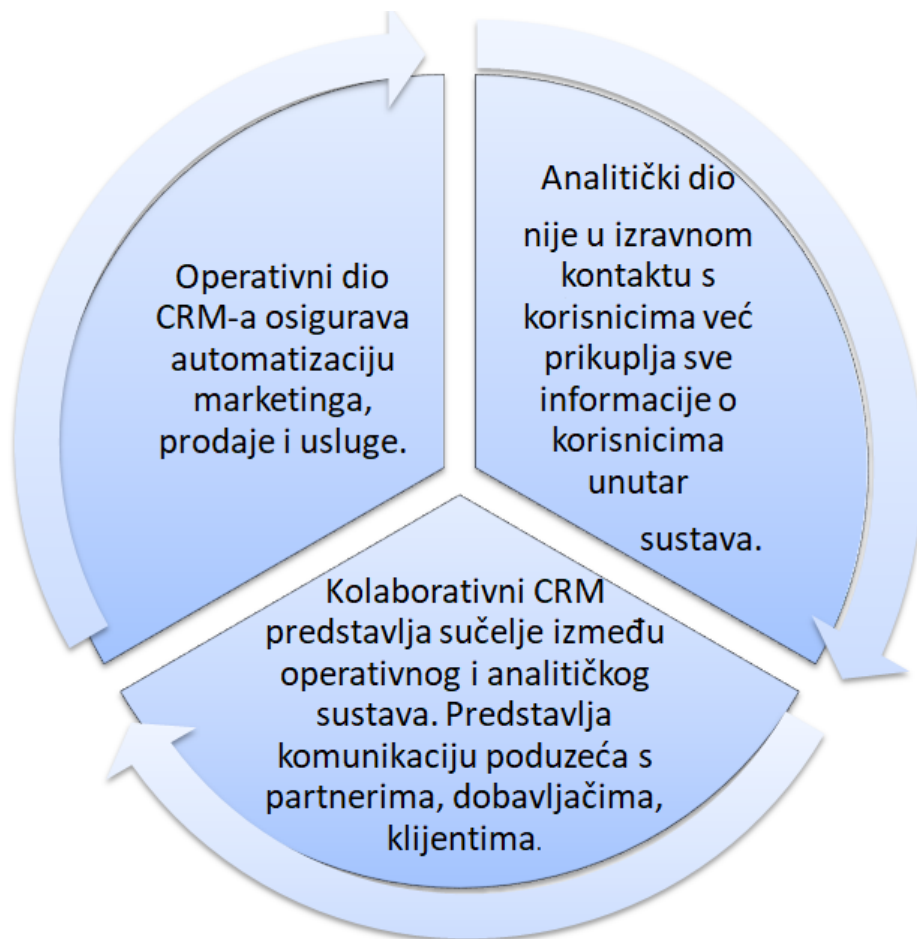 Operativni dio
CRM-a osigurava
automatizaciju
marketinga,
prodaje i usluge.
Analitički dio
nije u izravnom
kontaktu s
korisnicima već
prikuplja sve
informacije o
korisnicima
unutar
sustava.
Kolaborativni CRM
predstavlja sučelje između
operativnog i analitičkog
sustava. Predstavlja
komunikaciju poduzeća s
partnerima, dobavljačima,
klijentima.